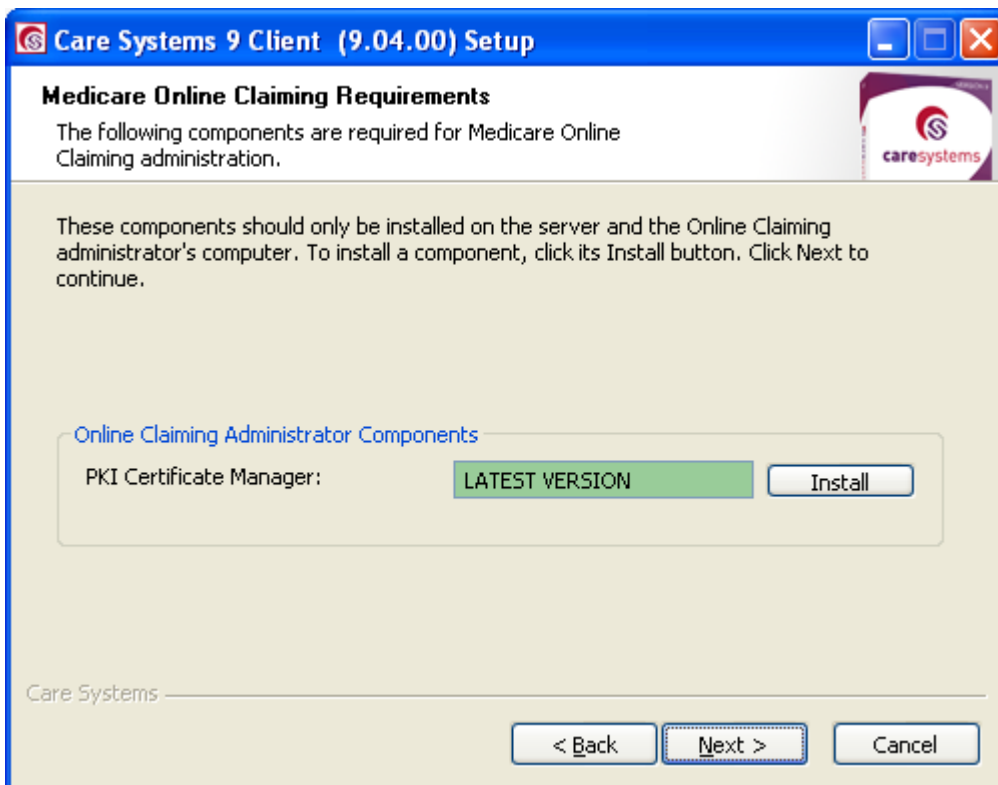 Care Systems 9 Client (9.04.00) Setup
Medicare Online Claiming Requirements
The following components are required for Medicare Online
Claiming administration.
caresystems
These components should only be installed on the server and the Online Claiming
administrator's computer. To install a component, click its Install button. Click Next to
continue.
Online Claiming Administrator Components
PKI Certificate Manager:
LATEST VERSION
Install
Care Systems
< Back
Next >
Cancel